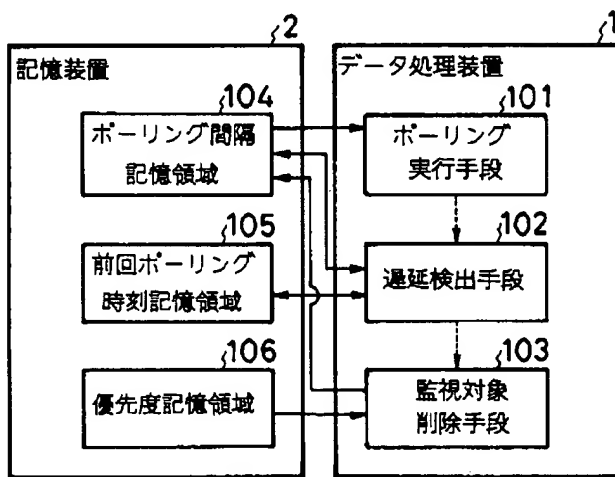 2
1
記憶装置
データ処理装置
104
ポーリング間隔
記憶領域
101
ポーリング
実行手段
105
前回ポーリング
時刻記憶領域
102
遅延検出手段
106
優先度記憶領域
103
監視対象
削除手段